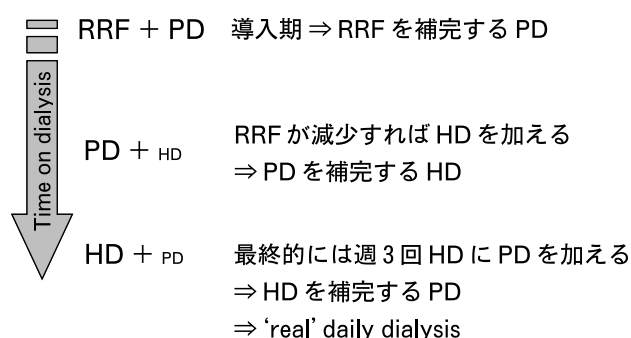 RRF + PD 導入期 ⇒ RRF を補完する PD
Time on dialysis
PD + HD RRF が減少すれば HD を加える
⇒ PD を補完する HD
HD + PD 最終的には週3回 HD に PD を加える
⇒ HD を補完する PD
⇒ ‘real’ daily dialysis